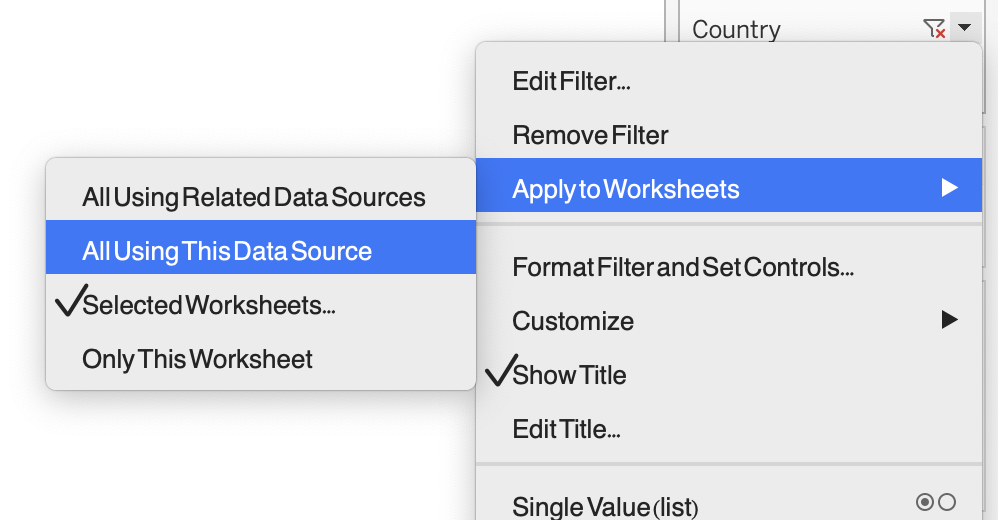 Country
Edit Filter...
Remove Filter
Apply to Worksheets
All Using Related Data Sources
All Using This Data Source
Selected Worksheets...
Only This Worksheet
Format Filter and Set Controls...
Customize
Show Title
Edit Title...
Single Value (list)